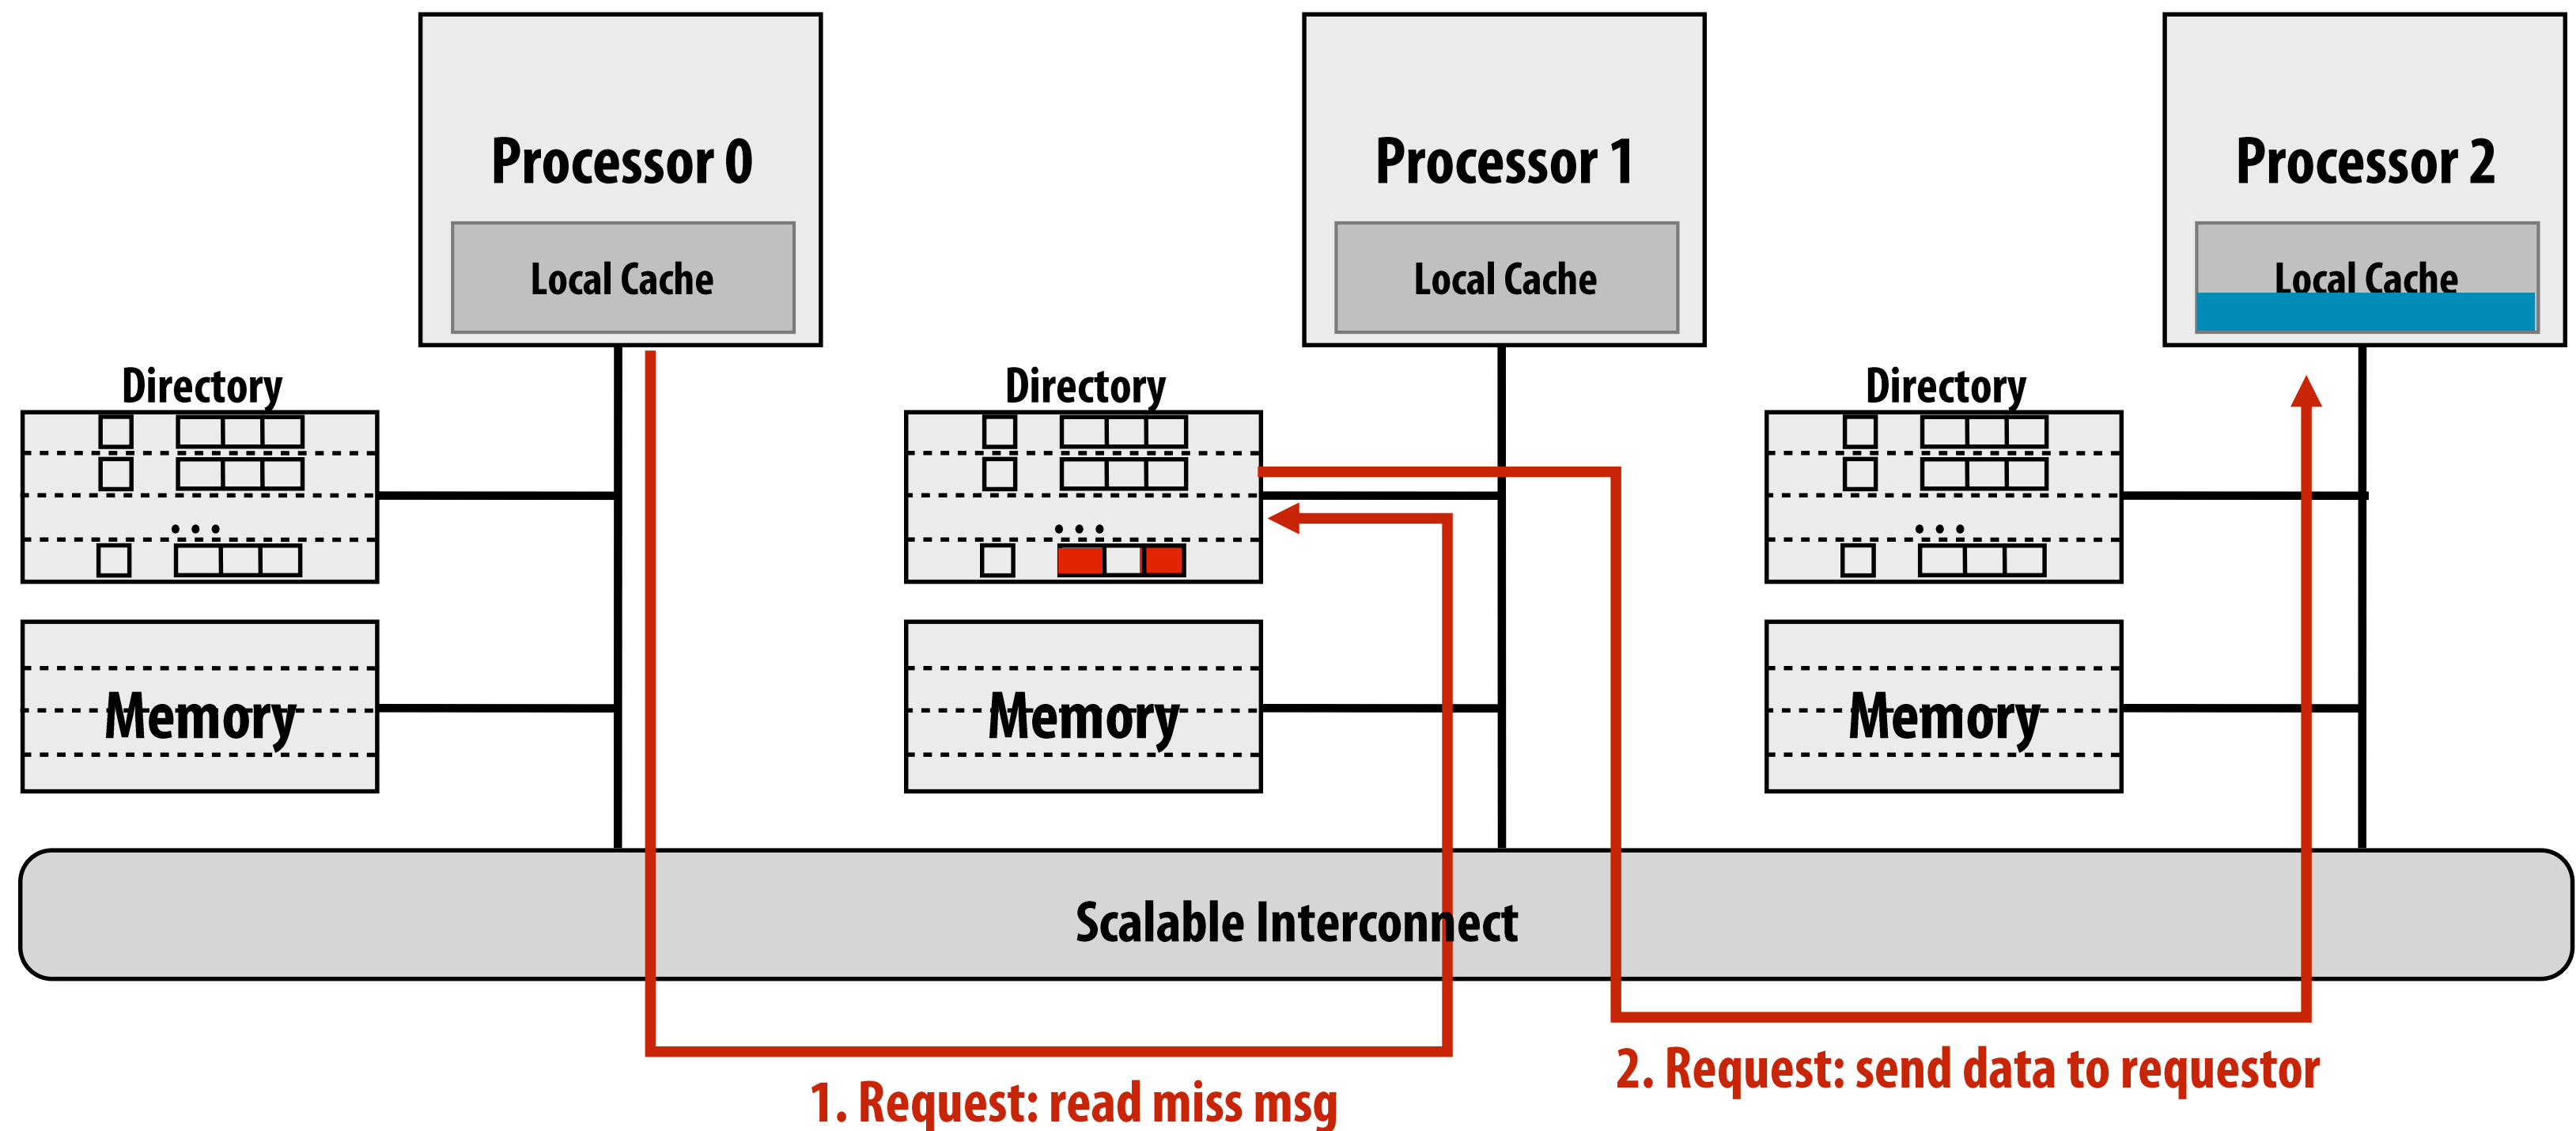 Processor 0
Processor 1
Processor 2
Local Cache
Local Cache
Local Cache
Directory
Directory
Directory
...
...
...
Memory
Memory
Memory
Scalable Interconnect
2. Request: send data to requestor
1. Request: read miss msg